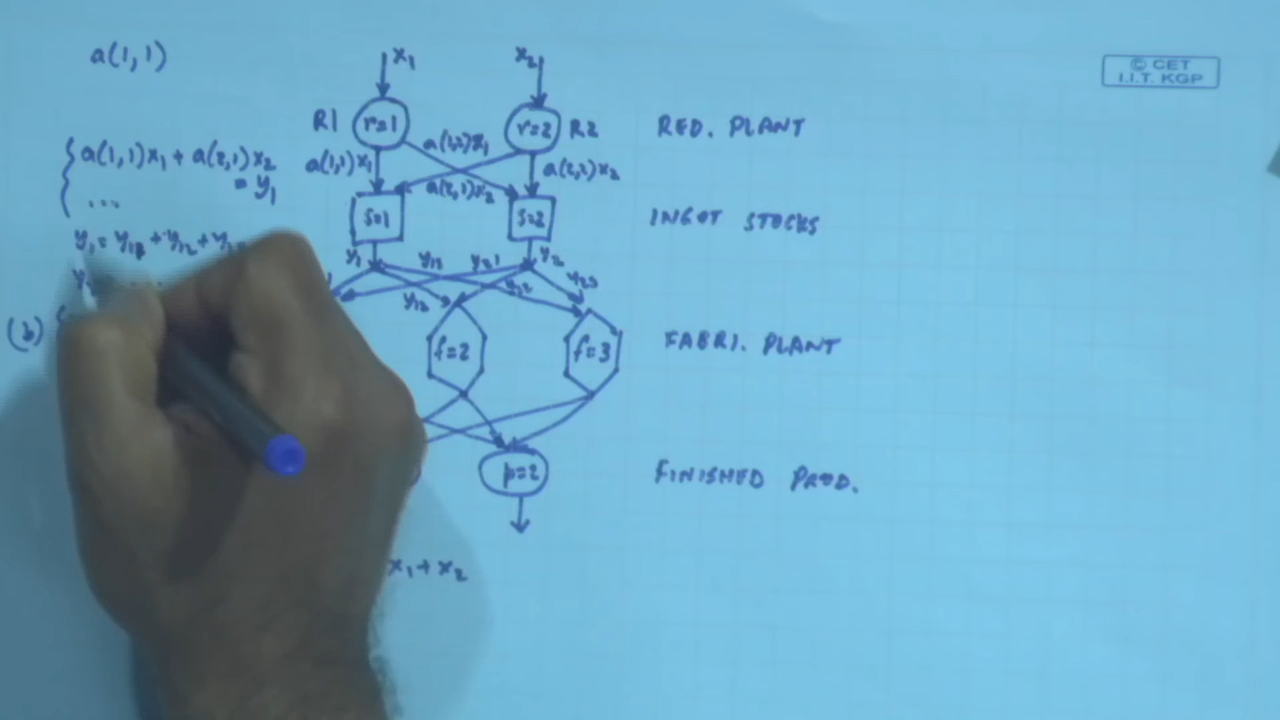 a(1,1)
x₁
x₂
© CET
I.I.T. KGP
R1
r=1
r=2
R2
RED. PLANT
a(1,2)x₁
a(1,1)x₁
a(2,2)x₂
a(2,1)x₂
a(1,1)x₁ + a(2,1)x₂
= y₁
...
s=1
s=2
INGOT STOCKS
y₁ = y₁₁ + y₁₂ + y
y₁
y₁₃
y₂₁
y₂
y₁₂
y₂₂
y₂₃
(b)
f=2
f=3
FABRI. PLANT
p=2
FINISHED PROD.
x₁ + x₂